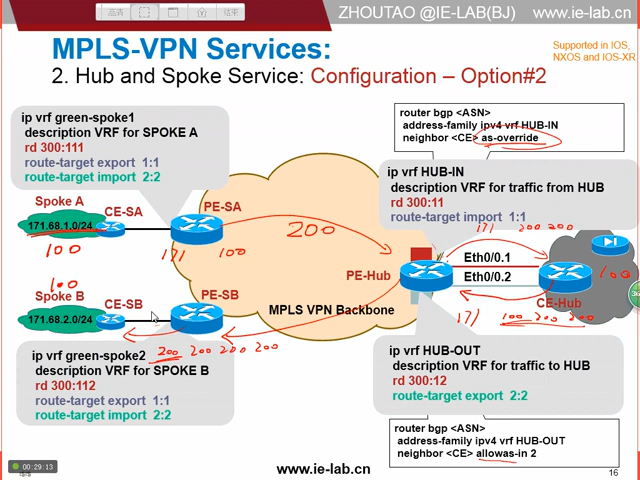 ZHOUTAO @IE-LAB(BJ) www.ie-lab.cn
MPLS-VPN Services:
2. Hub and Spoke Service: Configuration – Option#2
Supported in IOS,
NXOS and IOS-XR
ip vrf green-spoke1
description VRF for SPOKE A
rd 300:111
route-target export 1:1
route-target import 2:2
router bgp <ASN>
address-family ipv4 vrf HUB-IN
neighbor <CE> as-override
ip vrf HUB-IN
description VRF for traffic from HUB
rd 300:11
route-target import 1:1
Spoke A
171.68.1.0/24
CE-SA
PE-SA
100
171
100
200
171 200 200
Eth0/0.1
Eth0/0.2
PE-Hub
CE-Hub
100
171
100 200 200
100
Spoke B
171.68.2.0/24
CE-SB
PE-SB
MPLS VPN Backbone
200 200 200 200
ip vrf green-spoke2
description VRF for SPOKE B
rd 300:112
route-target export 1:1
route-target import 2:2
ip vrf HUB-OUT
description VRF for traffic to HUB
rd 300:12
route-target export 2:2
router bgp <ASN>
address-family ipv4 vrf HUB-OUT
neighbor <CE> allowas-in 2
00:29:13
www.ie-lab.cn
16